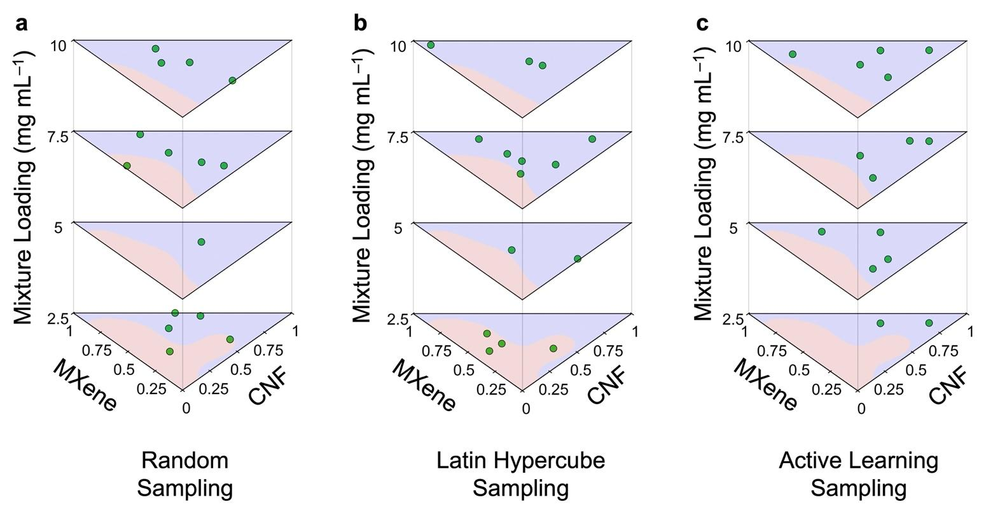 a
Mixture Loading (mg mL⁻¹)
10
7.5
5
2.5
1
0.75
0.5
0.25
0
0.25
0.5
0.75
1
MXene
CNF
Random
Sampling
b
Mixture Loading (mg mL⁻¹)
10
7.5
5
2.5
1
0.75
0.5
0.25
0
0.25
0.5
0.75
1
MXene
CNF
Latin Hypercube
Sampling
c
Mixture Loading (mg mL⁻¹)
10
7.5
5
2.5
1
0.75
0.5
0.25
0
0.25
0.5
0.75
1
MXene
CNF
Active Learning
Sampling